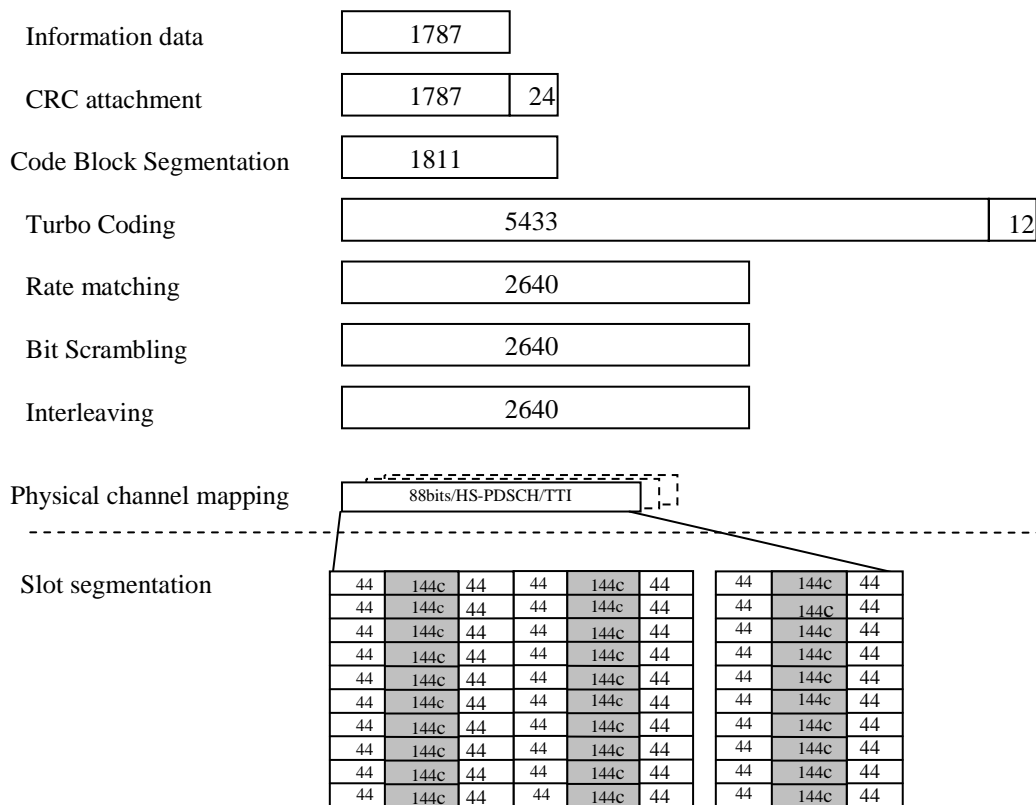 Information data 1787
CRC attachment 1787 24
Code Block Segmentation 1811
Turbo Coding 5433 12
Rate matching 2640
Bit Scrambling 2640
Interleaving 2640
Physical channel mapping 88bits/HS-PDSCH/TTI
Slot segmentation
44 144c 44 44 144c 44 44 144c 44
44 144c 44 44 144c 44 44 144c 44
44 144c 44 44 144c 44 44 144c 44
44 144c 44 44 144c 44 44 144c 44
44 144c 44 44 144c 44 44 144c 44
44 144c 44 44 144c 44 44 144c 44
44 144c 44 44 144c 44 44 144c 44
44 144c 44 44 144c 44 44 144c 44
44 144c 44 44 144c 44 44 144c 44
44 144c 44 44 144c 44 44 144c 44